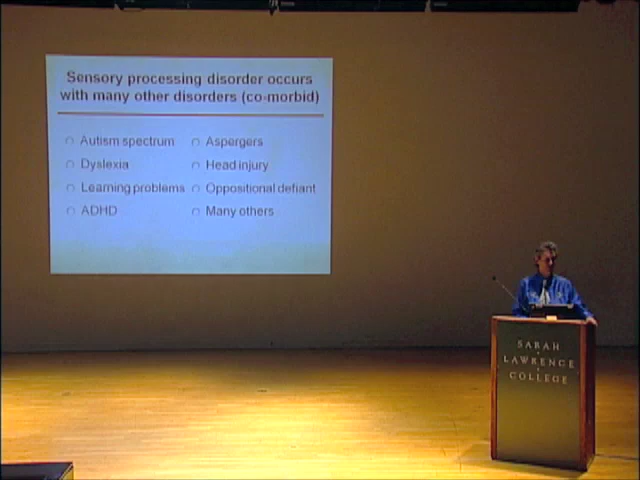 Sensory processing disorder occurs
with many other disorders (co-morbid)
Autism spectrum
Dyslexia
Learning problems
ADHD
Aspergers
Head injury
Oppositional defiant
Many others
SARAH
LAWRENCE
COLLEGE